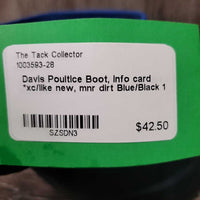 The Tack Collector
1003593-28
Davis Poultice Boot, info card
*xc/like new, mnr dirt Blue/Black 1
SZSDN3
$42.50